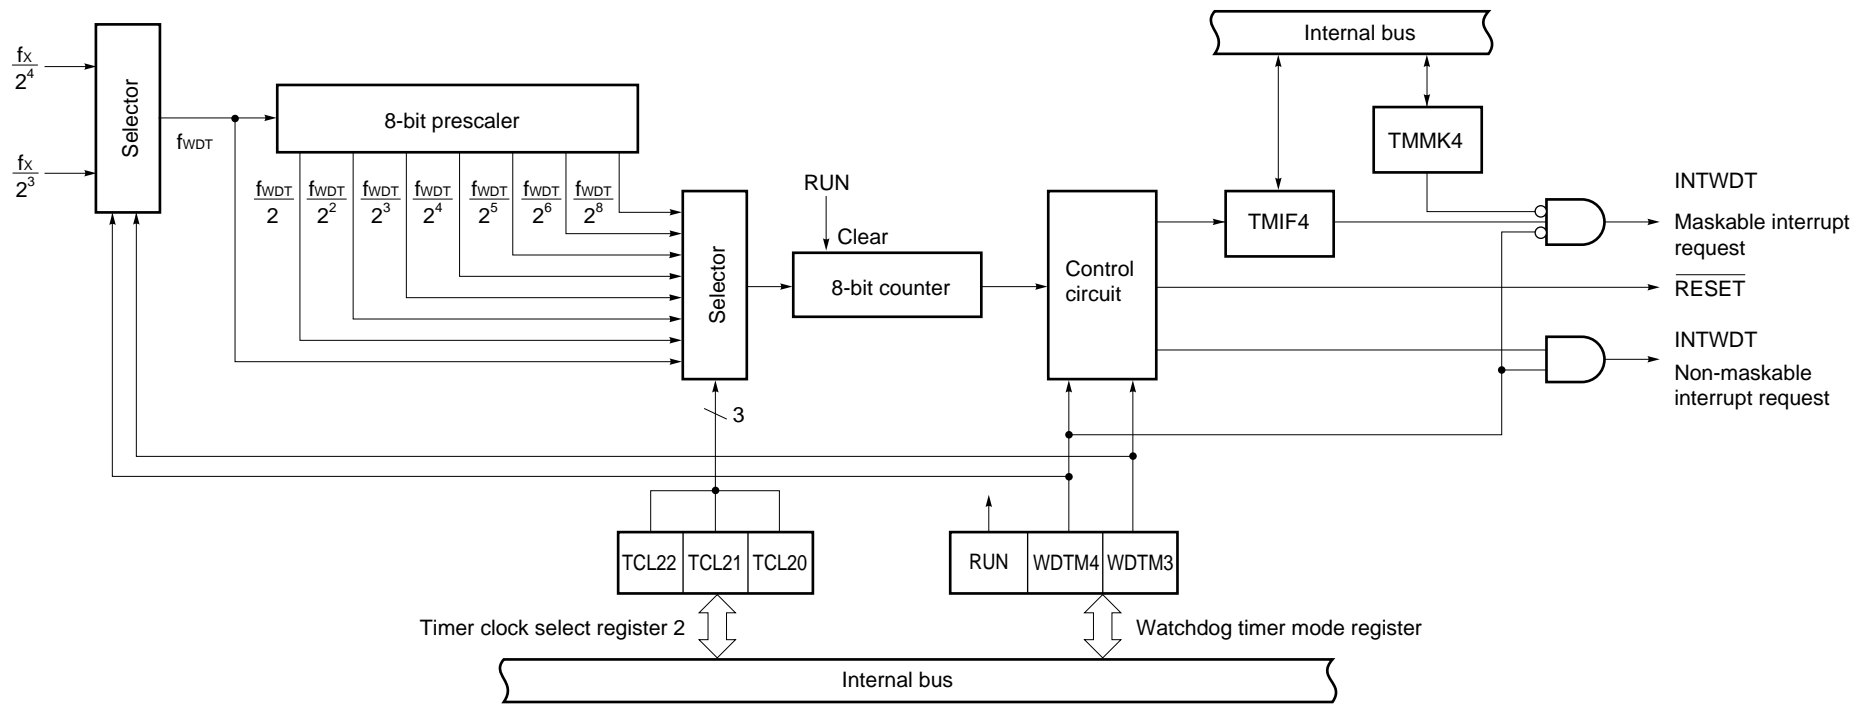 Internal bus
fX
2^4
Selector
fX
2^3
fWDT
8-bit prescaler
fWDT
2
fWDT
2^2
fWDT
2^3
fWDT
2^4
fWDT
2^5
fWDT
2^6
fWDT
2^8
Selector
3
RUN
Clear
8-bit counter
Control
circuit
TMMK4
TMIF4
INTWDT
Maskable interrupt
request
RESET
INTWDT
Non-maskable
interrupt request
TCL22 TCL21 TCL20
RUN WDTM4 WDTM3
Timer clock select register 2
Watchdog timer mode register
Internal bus